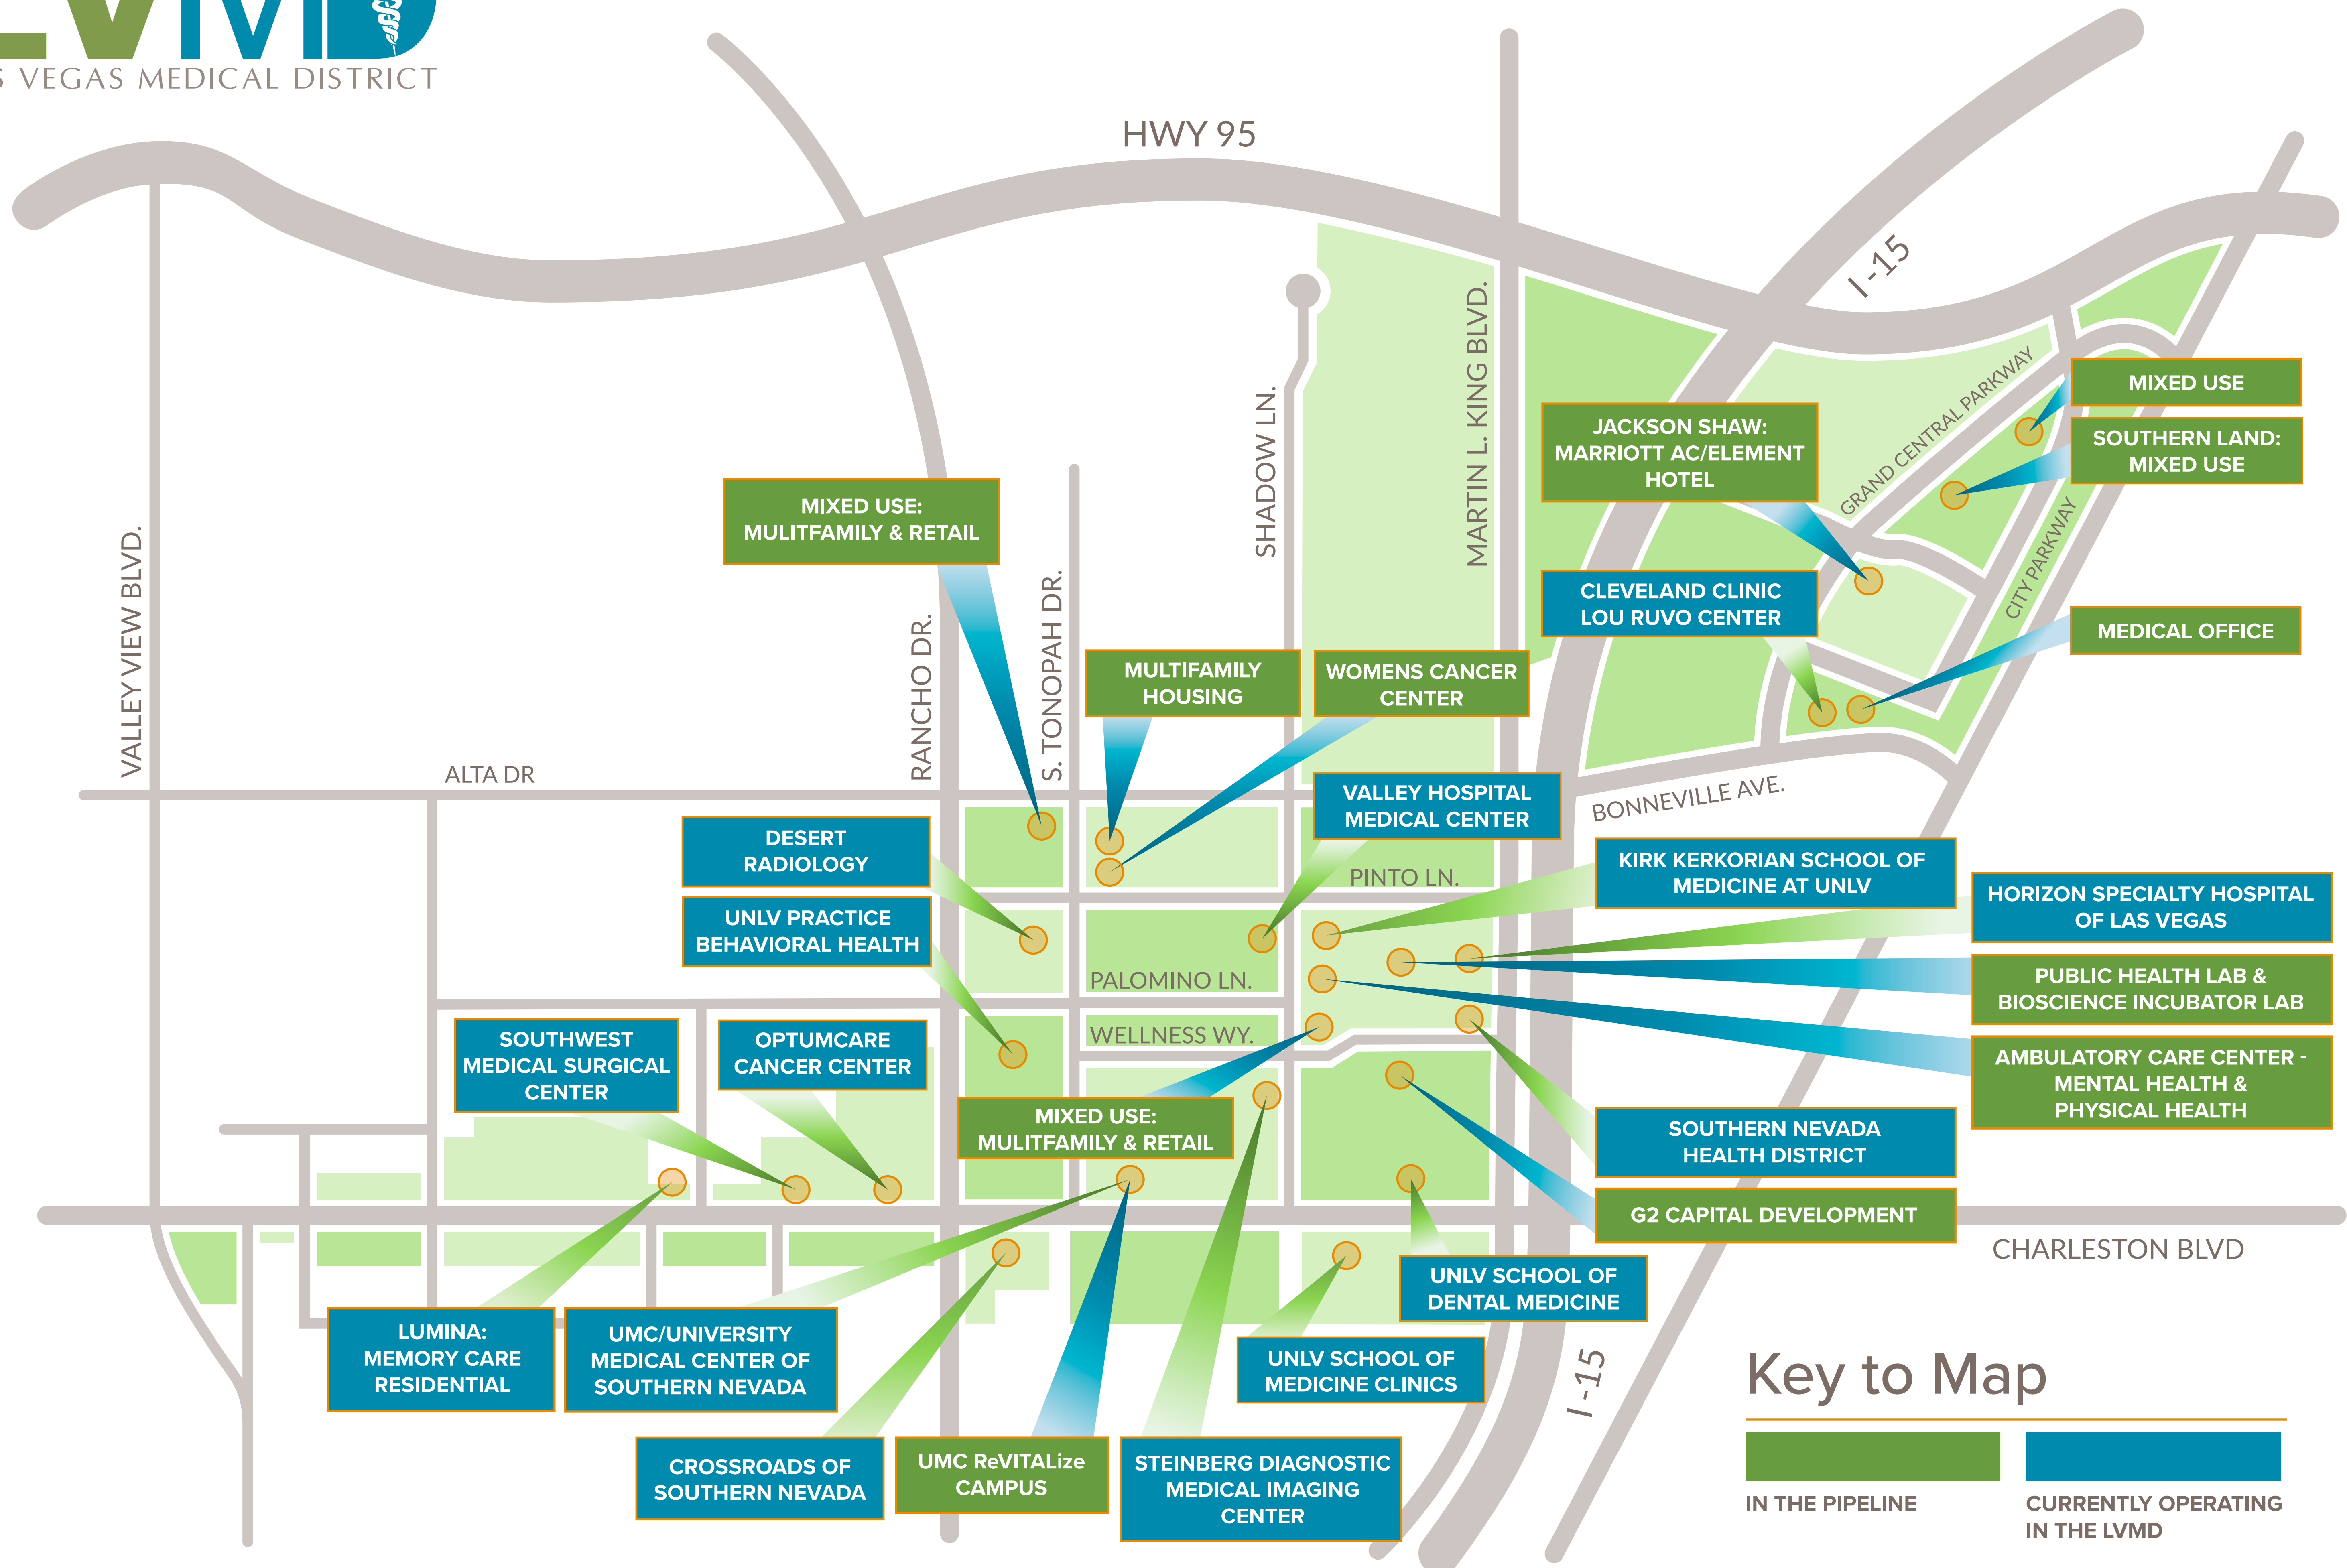 LVMD
S VEGAS MEDICAL DISTRICT
HWY 95
I-15
VALLEY VIEW BLVD.
RANCHO DR.
S. TONOPAH DR.
SHADOW LN.
MARTIN L. KING BLVD.
GRAND CENTRAL PARKWAY
CITY PARKWAY
MIXED USE
SOUTHERN LAND:
MIXED USE
JACKSON SHAW:
MARRIOTT AC/ELEMENT
HOTEL
MIXED USE:
MULITFAMILY & RETAIL
CLEVELAND CLINIC
LOU RUVO CENTER
MEDICAL OFFICE
MULTIFAMILY
HOUSING
WOMENS CANCER
CENTER
ALTA DR
BONNEVILLE AVE.
VALLEY HOSPITAL
MEDICAL CENTER
DESERT
RADIOLOGY
PINTO LN.
KIRK KERKORIAN SCHOOL OF
MEDICINE AT UNLV
HORIZON SPECIALTY HOSPITAL
OF LAS VEGAS
UNLV PRACTICE
BEHAVIORAL HEALTH
PALOMINO LN.
PUBLIC HEALTH LAB &
BIOSCIENCE INCUBATOR LAB
WELLNESS WY.
SOUTHWEST
MEDICAL SURGICAL
CENTER
OPTUMCARE
CANCER CENTER
AMBULATORY CARE CENTER -
MENTAL HEALTH &
PHYSICAL HEALTH
MIXED USE:
MULITFAMILY & RETAIL
SOUTHERN NEVADA
HEALTH DISTRICT
G2 CAPITAL DEVELOPMENT
CHARLESTON BLVD
UNLV SCHOOL OF
DENTAL MEDICINE
LUMINA:
MEMORY CARE
RESIDENTIAL
UMC/UNIVERSITY
MEDICAL CENTER OF
SOUTHERN NEVADA
UNLV SCHOOL OF
MEDICINE CLINICS
I-15
CROSSROADS OF
SOUTHERN NEVADA
UMC ReVITALize
CAMPUS
STEINBERG DIAGNOSTIC
MEDICAL IMAGING
CENTER
Key to Map
IN THE PIPELINE
CURRENTLY OPERATING
IN THE LVMD